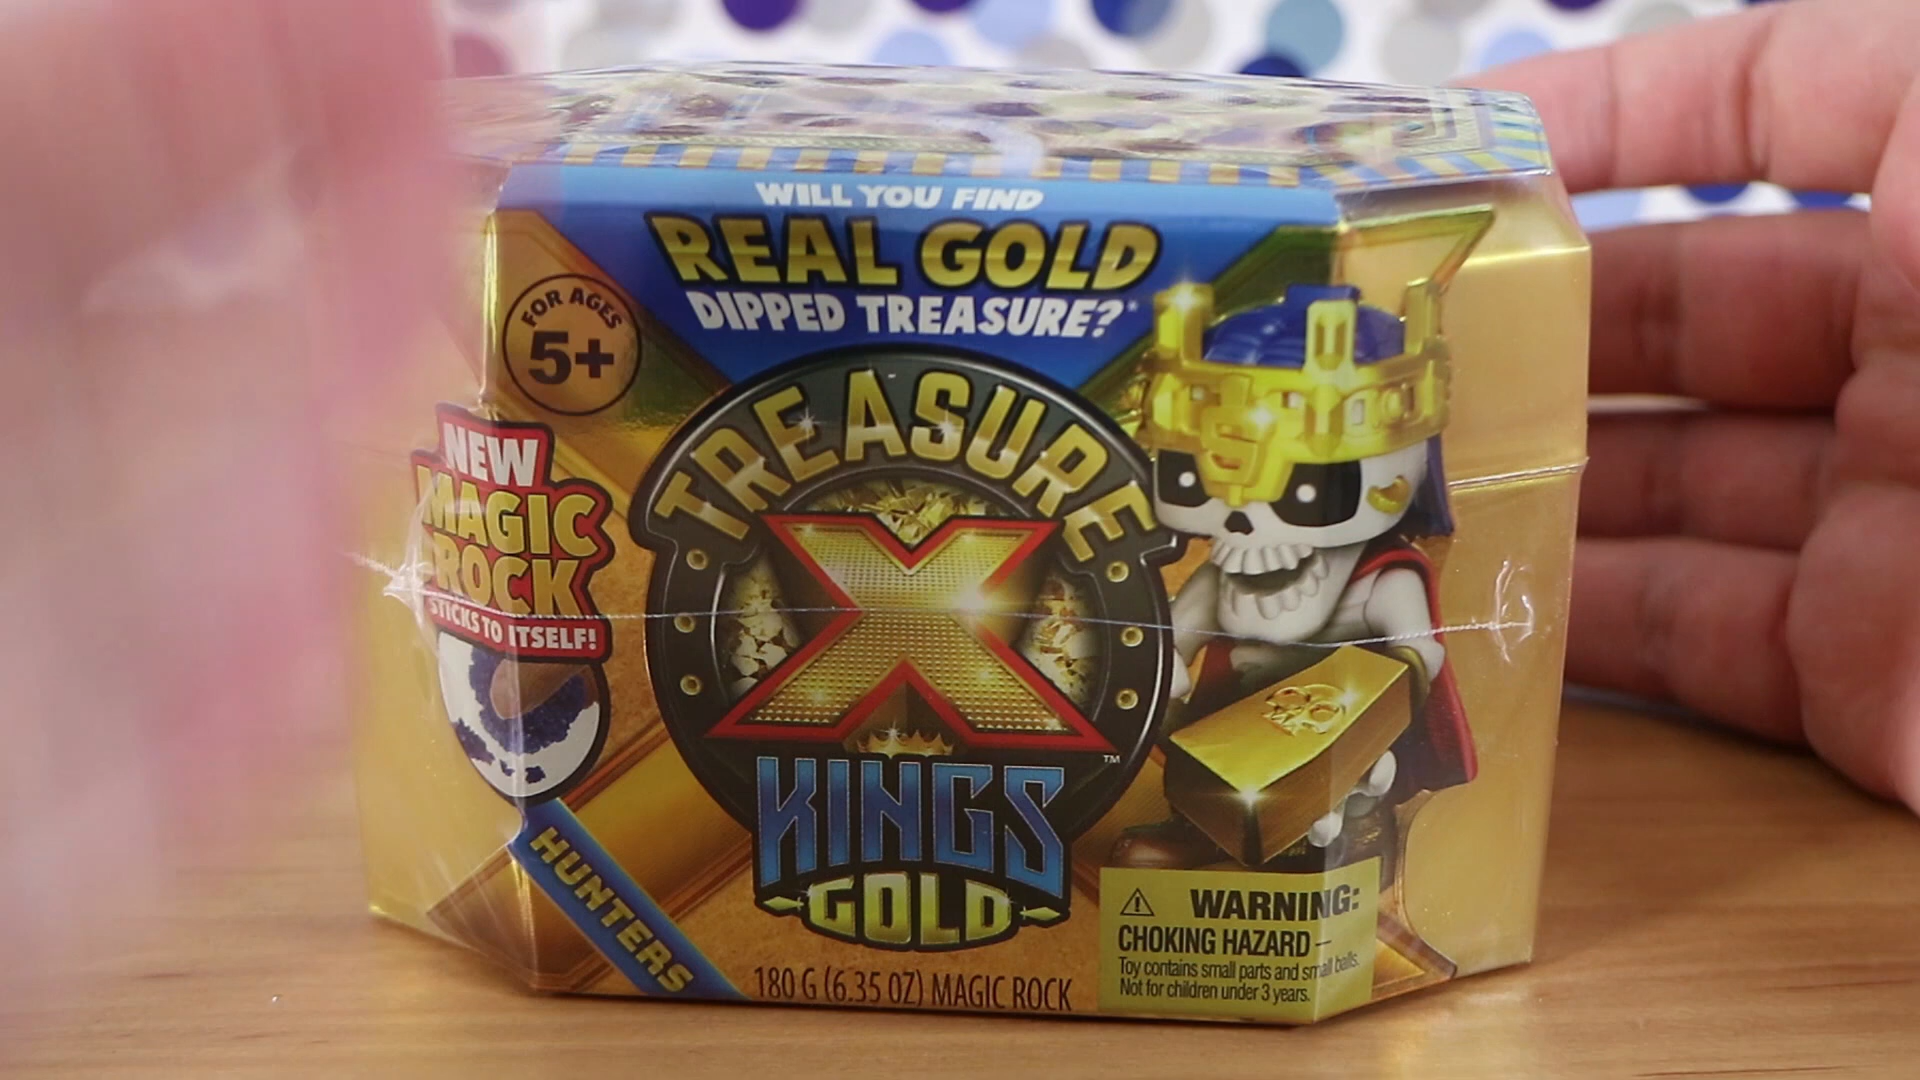 WILL YOU FIND
REAL GOLD
DIPPED TREASURE?*
FOR AGES
5+
NEW
MAGIC
ROCK
STICKS TO ITSELF!
TREASURE
X
KINGS
GOLD
TM
HUNTERS
180 G (6.35 OZ) MAGIC ROCK
WARNING:
CHOKING HAZARD –
Toy contains small parts and small balls.
Not for children under 3 years.